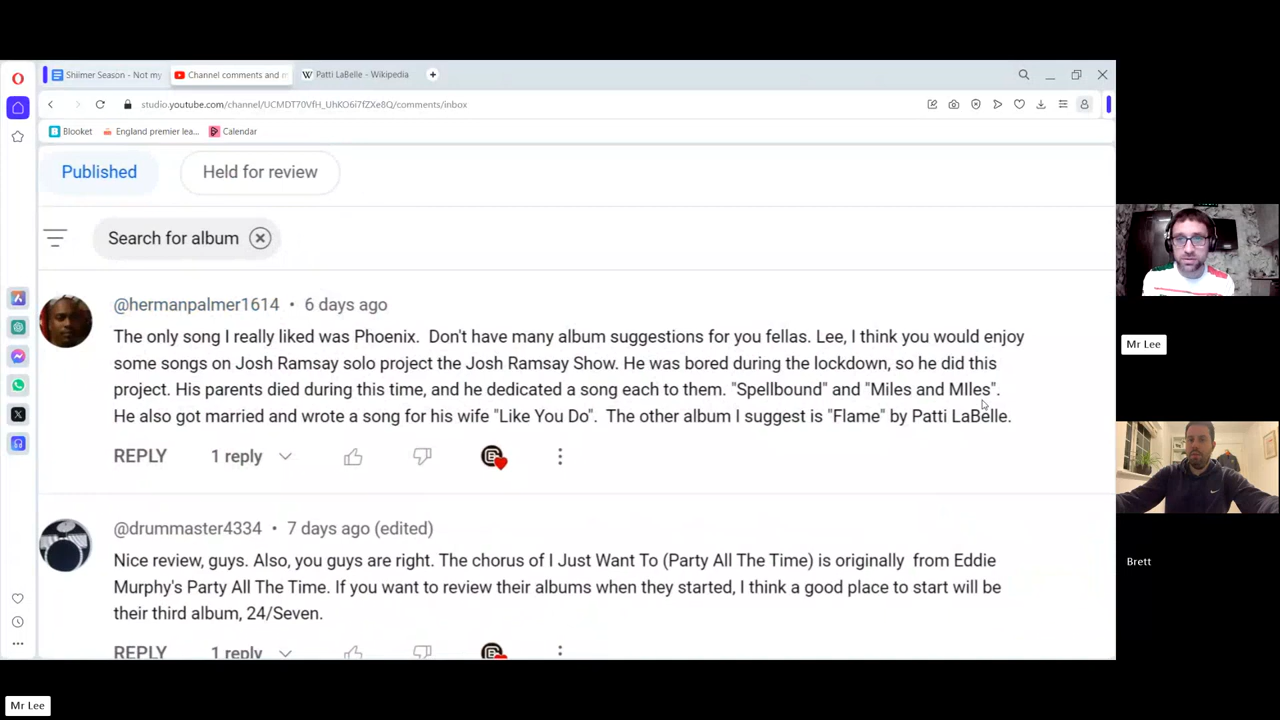 Shiimer Season - Not my
Channel comments and m
Patti LaBelle - Wikipedia
studio.youtube.com/channel/UCMDT70VfH_UhKO6i7fZXe8Q/comments/inbox
Blooket
England premier lea...
Calendar
Published
Held for review
Search for album
@hermanpalmer1614 • 6 days ago
The only song I really liked was Phoenix. Don't have many album suggestions for you fellas. Lee, I think you would enjoy
some songs on Josh Ramsay solo project the Josh Ramsay Show. He was bored during the lockdown, so he did this
project. His parents died during this time, and he dedicated a song each to them. "Spellbound" and "Miles and MIles".
He also got married and wrote a song for his wife "Like You Do". The other album I suggest is "Flame" by Patti LaBelle.
REPLY 1 reply
@drummaster4334 • 7 days ago (edited)
Nice review, guys. Also, you guys are right. The chorus of I Just Want To (Party All The Time) is originally from Eddie
Murphy's Party All The Time. If you want to review their albums when they started, I think a good place to start will be
their third album, 24/Seven.
REPLY 1 reply
Mr Lee
Brett
Mr Lee